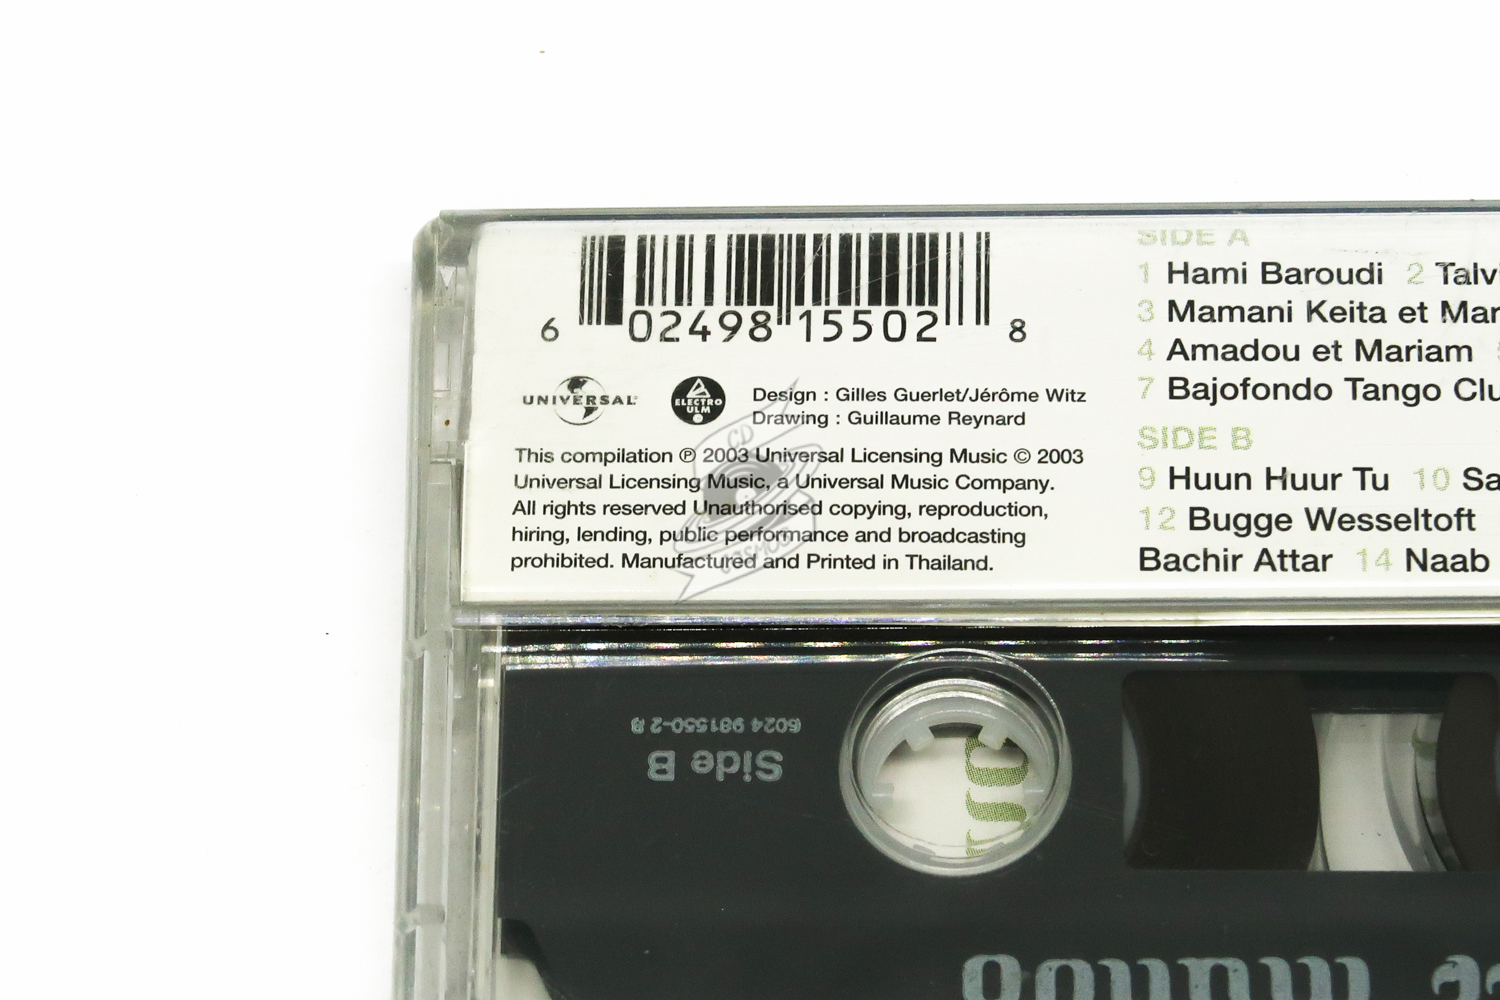 6 02498 15502 8
UNIVERSAL
ELECTRO
ULM
Design : Gilles Guerlet/Jérôme Witz
Drawing : Guillaume Reynard
This compilation ℗ 2003 Universal Licensing Music © 2003
Universal Licensing Music, a Universal Music Company.
All rights reserved Unauthorised copying, reproduction,
hiring, lending, public performance and broadcasting
prohibited. Manufactured and Printed in Thailand.
CD
COSMOS
SIDE A
1 Hami Baroudi 2
3 Mamani Keita et
4 Amadou et Mariam
7 Bajofondo Tango
SIDE B
9 Huun Huur Tu 10
12 Bugge Wesseltoft
Bachir Attar 14 Naab
Side B
6024 981550-2 8